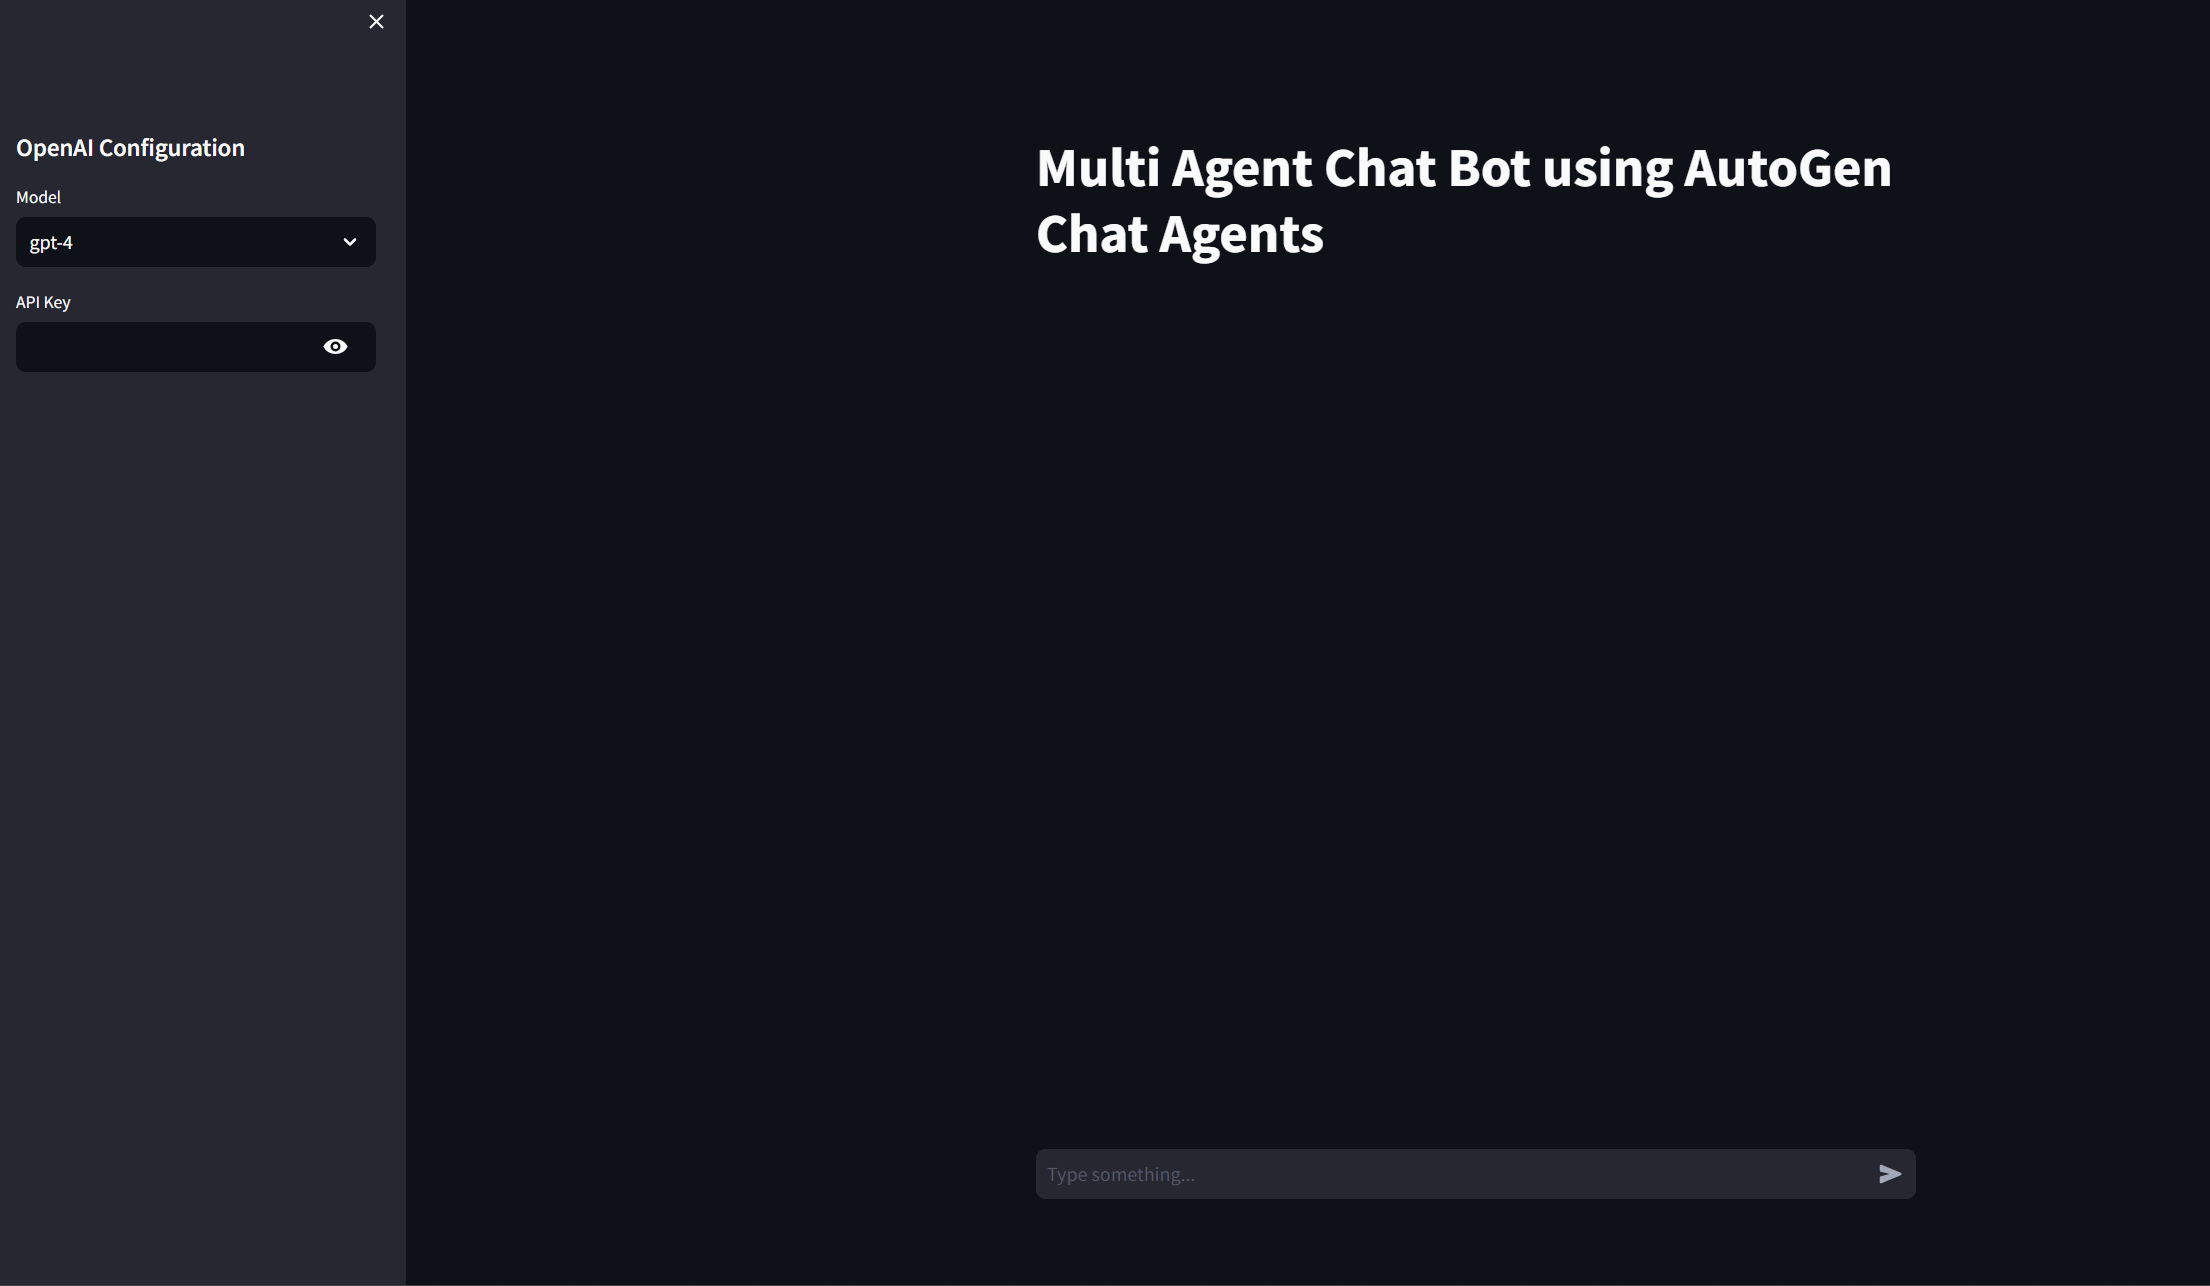 OpenAI Configuration
Model
gpt-4
API Key
Multi Agent Chat Bot using AutoGen
Chat Agents
Type something...